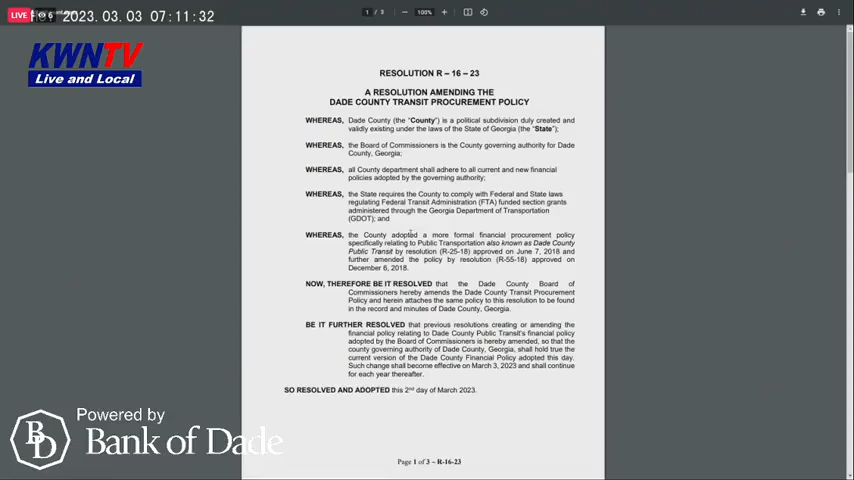 LIVE 6 2023.03.03 07:11:32
1 / 3 100%
KWNTV
Live and Local
RESOLUTION R – 16 – 23
A RESOLUTION AMENDING THE
DADE COUNTY TRANSIT PROCUREMENT POLICY
WHEREAS, Dade County (the “County”) is a political subdivision duly created and
validly existing under the laws of the State of Georgia (the “State”);
WHEREAS, the Board of Commissioners is the County governing authority for Dade
County, Georgia;
WHEREAS, all County department shall adhere to all current and new financial
policies adopted by the governing authority;
WHEREAS, the State requires the County to comply with Federal and State laws
regulating Federal Transit Administration (FTA) funded section grants
administered through the Georgia Department of Transportation
(GDOT); and
WHEREAS, the County adopted a more formal financial procurement policy
specifically relating to Public Transportation also known as Dade County
Public Transit by resolution (R-25-18) approved on June 7, 2018 and
further amended the policy by resolution (R-55-18) approved on
December 6, 2018.
NOW, THEREFORE BE IT RESOLVED that the Dade County Board of
Commissioners hereby amends the Dade County Transit Procurement
Policy and herein attaches the same policy to this resolution to be found
in the record and minutes of Dade County, Georgia.
BE IT FURTHER RESOLVED that previous resolutions creating or amending the
financial policy relating to Dade County Public Transit's financial policy
adopted by the Board of Commissioners is hereby amended, so that the
county governing authority of Dade County, Georgia, shall hold true the
current version of the Dade County Financial Policy adopted this day.
Such change shall become effective on March 3, 2023 and shall continue
for each year thereafter.
SO RESOLVED AND ADOPTED this 2nd day of March 2023.
Page 1 of 3 – R-16-23
Powered by
BD Bank of Dade